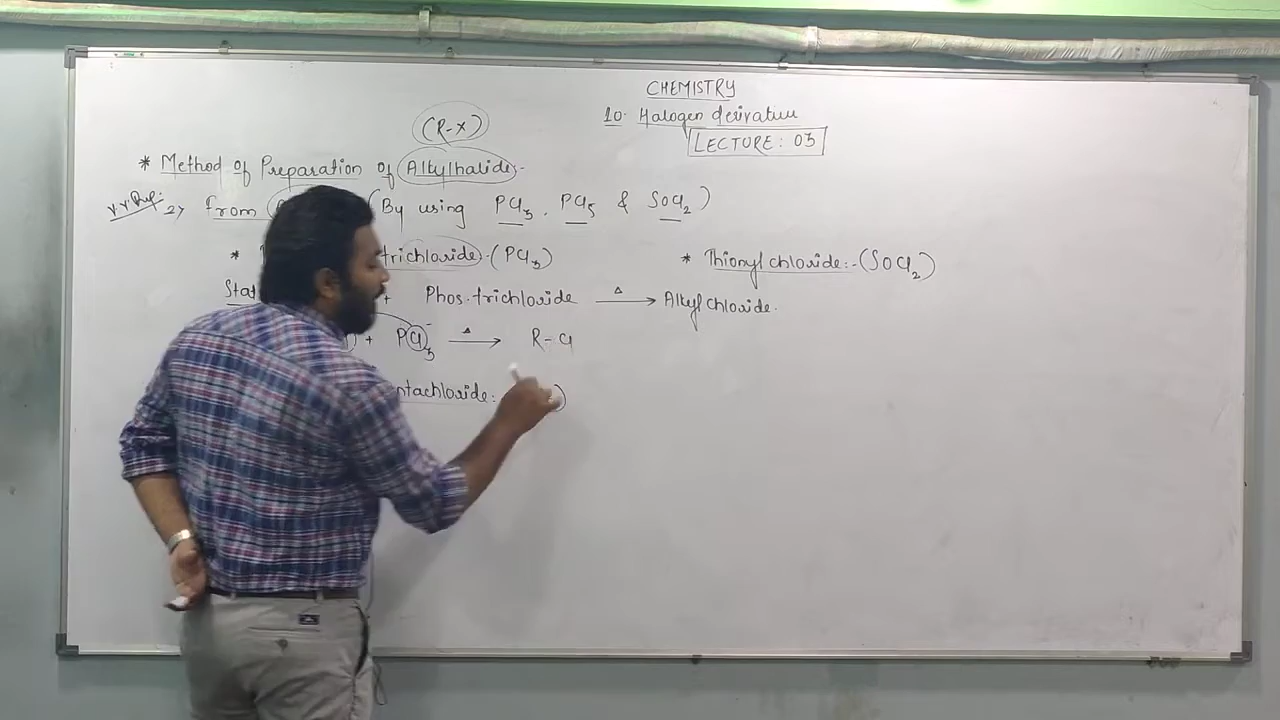 CHEMISTRY
10. Halogen derivative
LECTURE : 03
(R-X)
* Method of Preparation of Alkylhalide:-
2> from (By using PCl3, PCl5 & SOCl2)
* trichloride.(PCl3)
* Thionyl chloride:-(SOCl2)
Stat + Phos.trichloride Δ→ Alkyl chloride.
+ PCl3 Δ→ R-Cl
ntachloride: